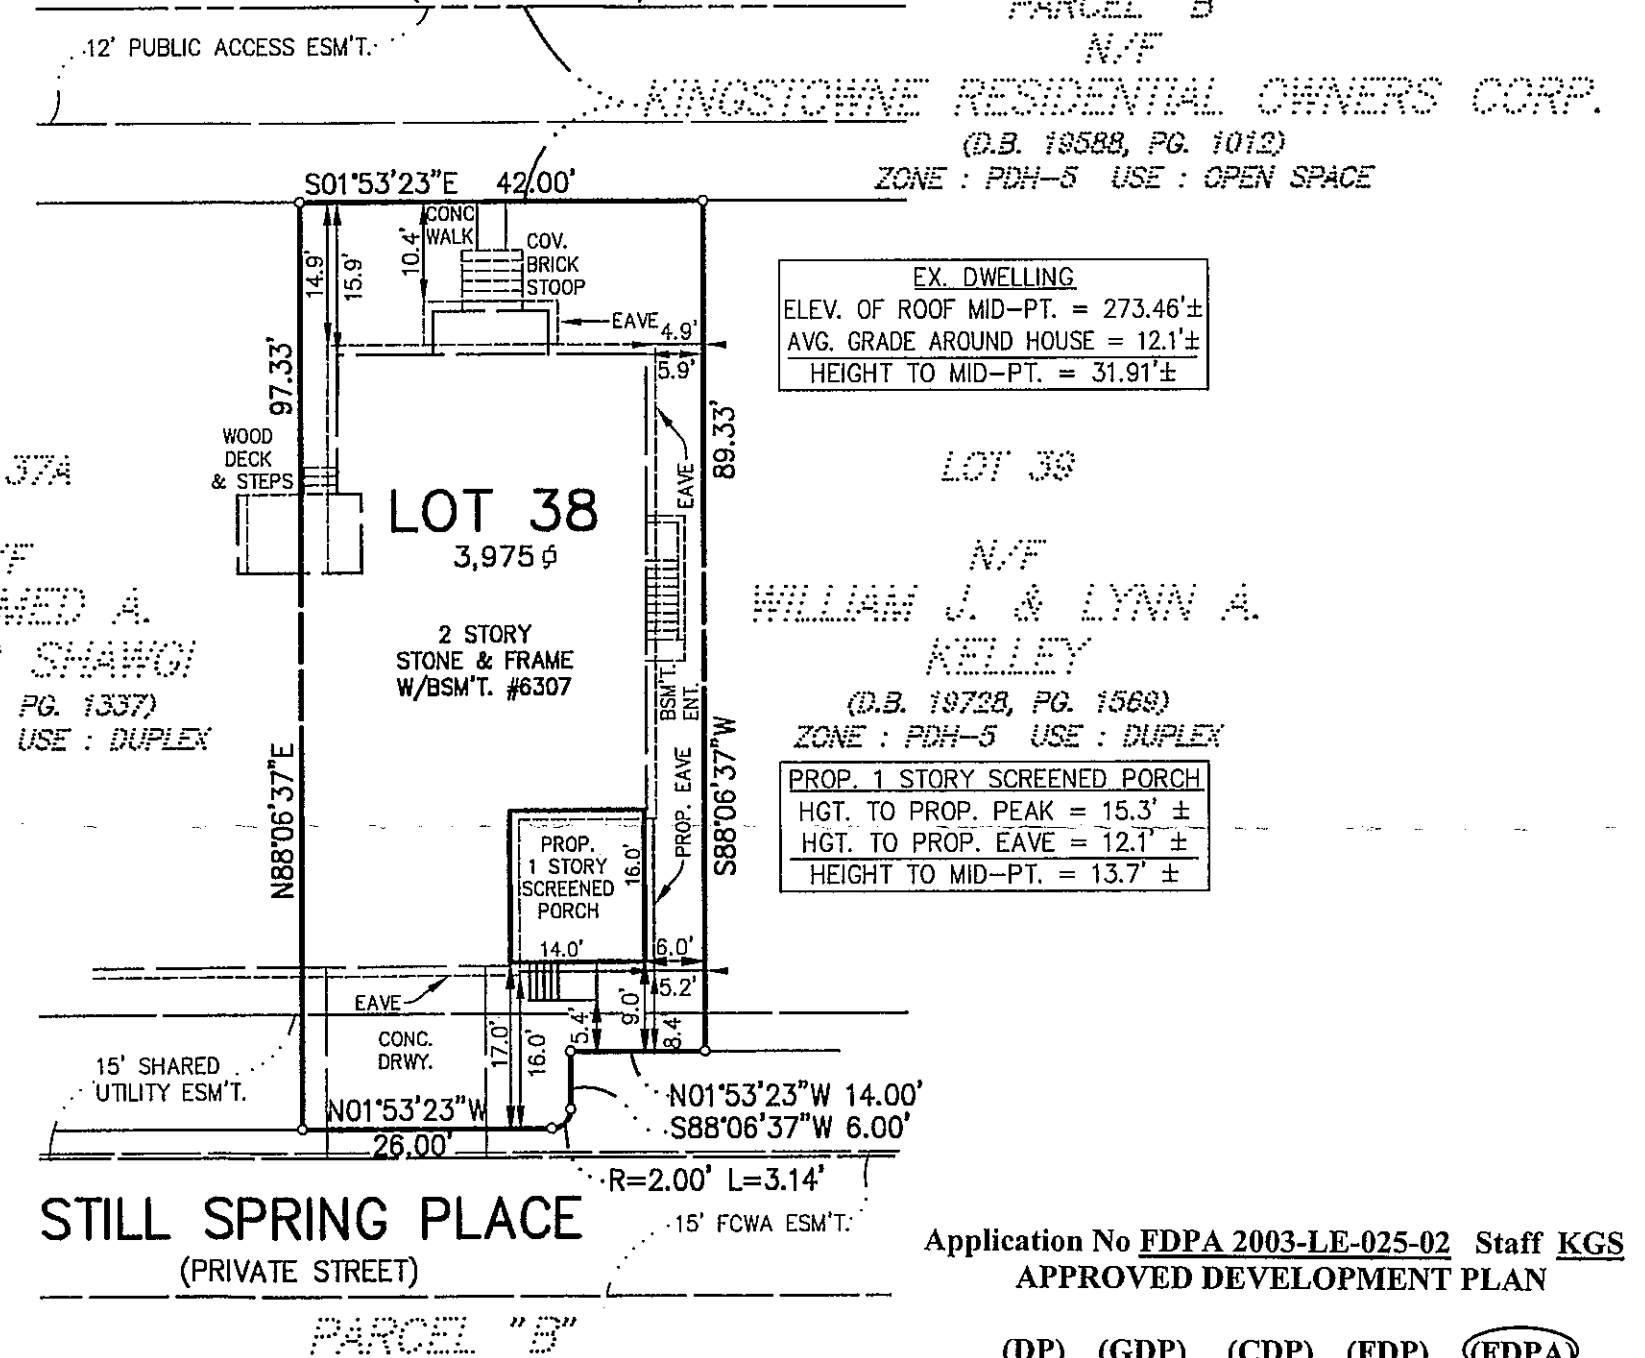 PARCEL "B"
N/F
KINGSTOWNE RESIDENTIAL OWNERS CORP.
(D.B. 19588, PG. 1012)
ZONE : PDH-5 USE : OPEN SPACE
12' PUBLIC ACCESS ESM'T.
S01°53'23"E 42.00'
14.9'
15.9'
10.4'
CONC
WALK
COV.
BRICK
STOOP
EAVE
4.9'
5.9'
EX. DWELLING
ELEV. OF ROOF MID-PT. = 273.46'±
AVG. GRADE AROUND HOUSE = 12.1'±
HEIGHT TO MID-PT. = 31.91'±
97.33'
89.33'
EAVE
WOOD
DECK
& STEPS
37A
LOT 38
3,975
2 STORY
STONE & FRAME
W/BSM'T. #6307
BSM'T.
ENT.
LOT 39
N/F
WILLIAM J. & LYNN A.
KELLEY
(D.B. 19728, PG. 1569)
ZONE : PDH-5 USE : DUPLEX
A.
SHAWGI
PG. 1337)
USE : DUPLEX
N88°06'37"E
S88°06'37"W
PROP. EAVE
PROP. 1 STORY SCREENED PORCH
HGT. TO PROP. PEAK = 15.3' ±
HGT. TO PROP. EAVE = 12.1' ±
HEIGHT TO MID-PT. = 13.7' ±
PROP.
1 STORY
SCREENED
PORCH
16.0'
14.0'
6.0'
5.2'
EAVE
CONC.
DRWY.
17.0'
16.0'
5.4'
9.0'
8.4'
15' SHARED
UTILITY ESM'T.
N01°53'23"W
26.00'
N01°53'23"W 14.00'
S88°06'37"W 6.00'
R=2.00' L=3.14'
STILL SPRING PLACE
(PRIVATE STREET)
15' FCWA ESM'T.
PARCEL "B"
Application No FDPA 2003-LE-025-02 Staff KGS
APPROVED DEVELOPMENT PLAN
(DP) (GDP) (CDP) (FDP) (FDPA)